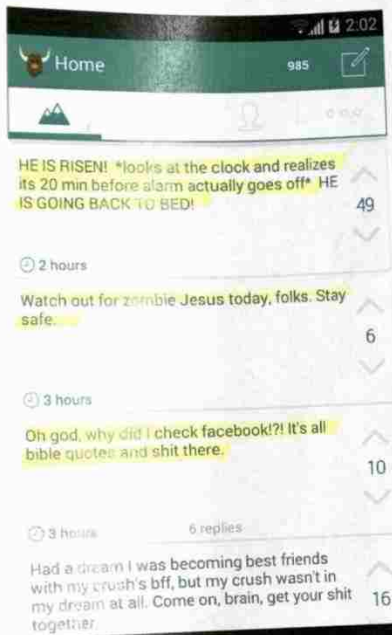 2:02
Home
985
HE IS RISEN! *looks at the clock and realizes
its 20 min before alarm actually goes off* HE
IS GOING BACK TO BED!
49
2 hours
Watch out for zombie Jesus today, folks. Stay
safe.
6
3 hours
Oh god, why did I check facebook!?! It's all
bible quotes and shit there.
10
3 hours
6 replies
Had a dream I was becoming best friends
with my crush's bff, but my crush wasn't in
my dream at all. Come on, brain, get your shit
together.
16